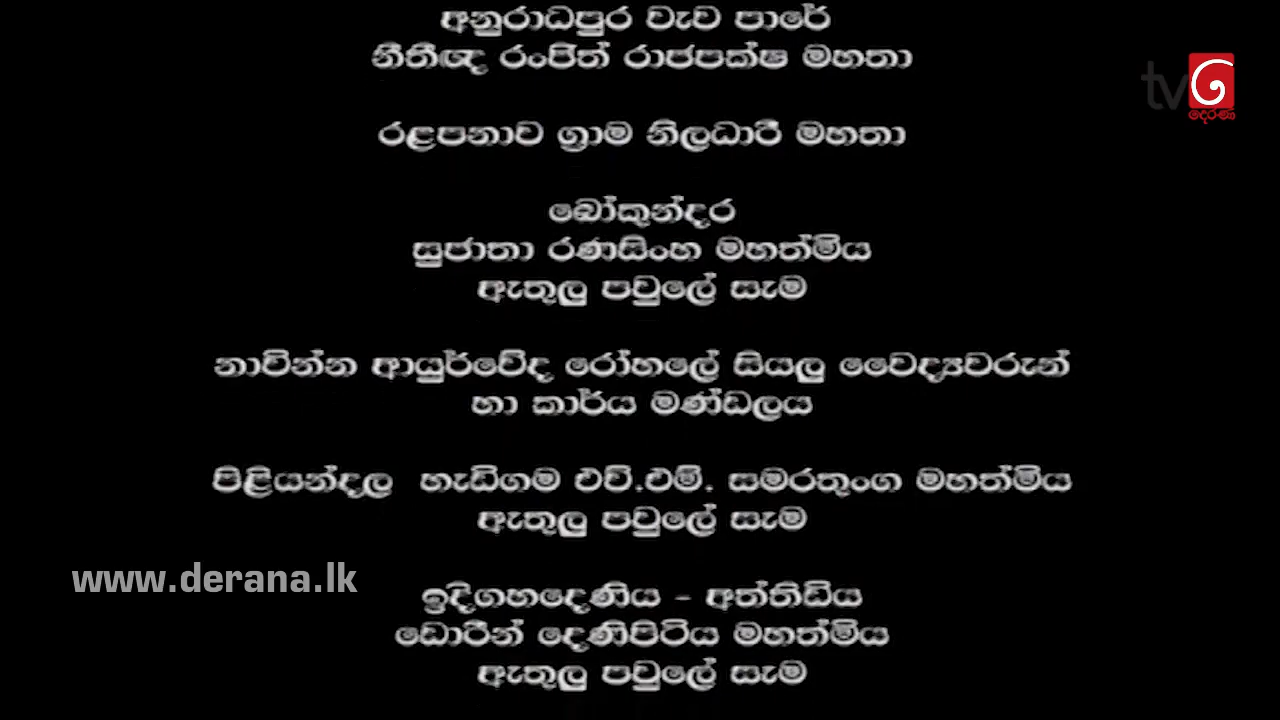 අනුරාධපුර වැව පාරේ
නීතීඥ රංජිත් රාජපක්ෂ මහතා
tv
දෙරණ
රළපනාව ග්‍රාම නිලධාරී මහතා
බෝකුන්දර
සුජාතා රණසිංහ මහත්මිය
ඇතුලු පවුලේ සැම
නාවින්න ආයුර්වේද රෝහලේ සියලු වෛද්‍යවරුන්
හා කාර්ය මණ්ඩලය
පිළියන්දල හැඩිගම එච්.එම්. සමරතුංග මහත්මිය
ඇතුලු පවුලේ සැම
www.derana.lk
ඉදිගහදෙණිය - අත්තිඩිය
ඩොරීන් දෙණිපිටිය මහත්මිය
ඇතුලු පවුලේ සැම